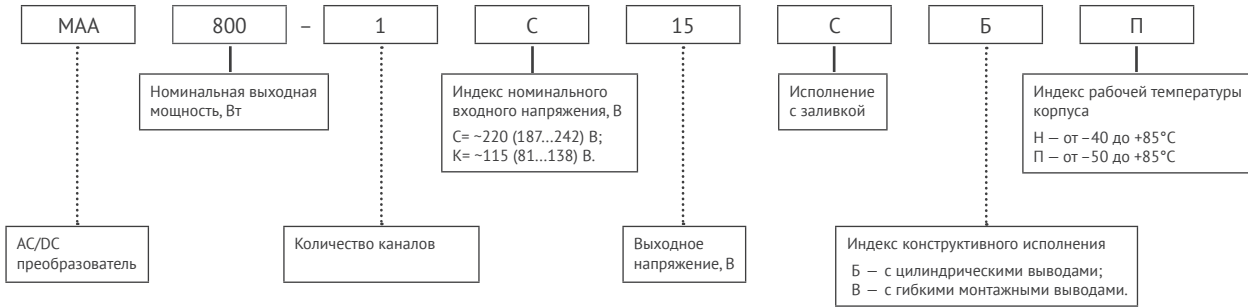 МАА 800 – 1 С 15 С Б П
Номинальная выходная
мощность, Вт
Индекс номинального
входного напряжения, В
С= ~220 (187...242) В;
К= ~115 (81...138) В.
Исполнение
с заливкой
Индекс рабочей температуры
корпуса
Н — от –40 до +85°С
П — от –50 до +85°С
AC/DC
преобразователь
Количество каналов
Выходное
напряжение, В
Индекс конструктивного исполнения
Б — с цилиндрическими выводами;
В — с гибкими монтажными выводами.